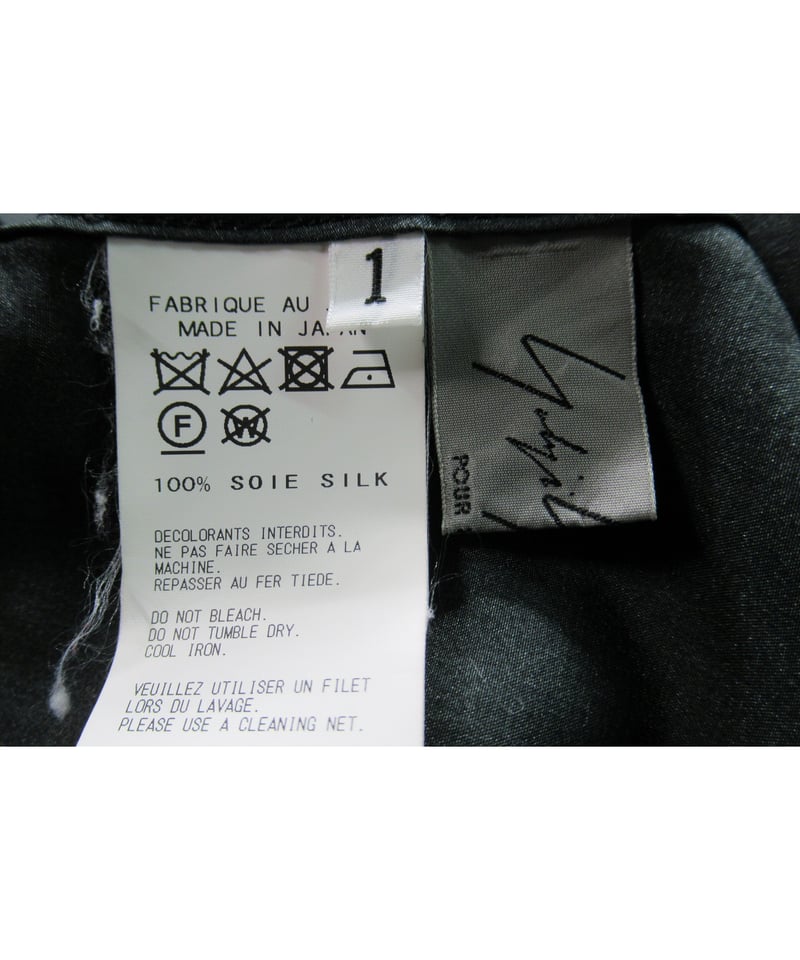 1
FABRIQUE AU
MADE IN JAPAN
F
W
100% SOIE SILK
DECOLORANTS INTERDITS.
NE PAS FAIRE SECHER A LA
MACHINE.
REPASSER AU FER TIEDE.
DO NOT BLEACH.
DO NOT TUMBLE DRY.
COOL IRON.
VEUILLEZ UTILISER UN FILET
LORS DU LAVAGE.
PLEASE USE A CLEANING NET.
POUR